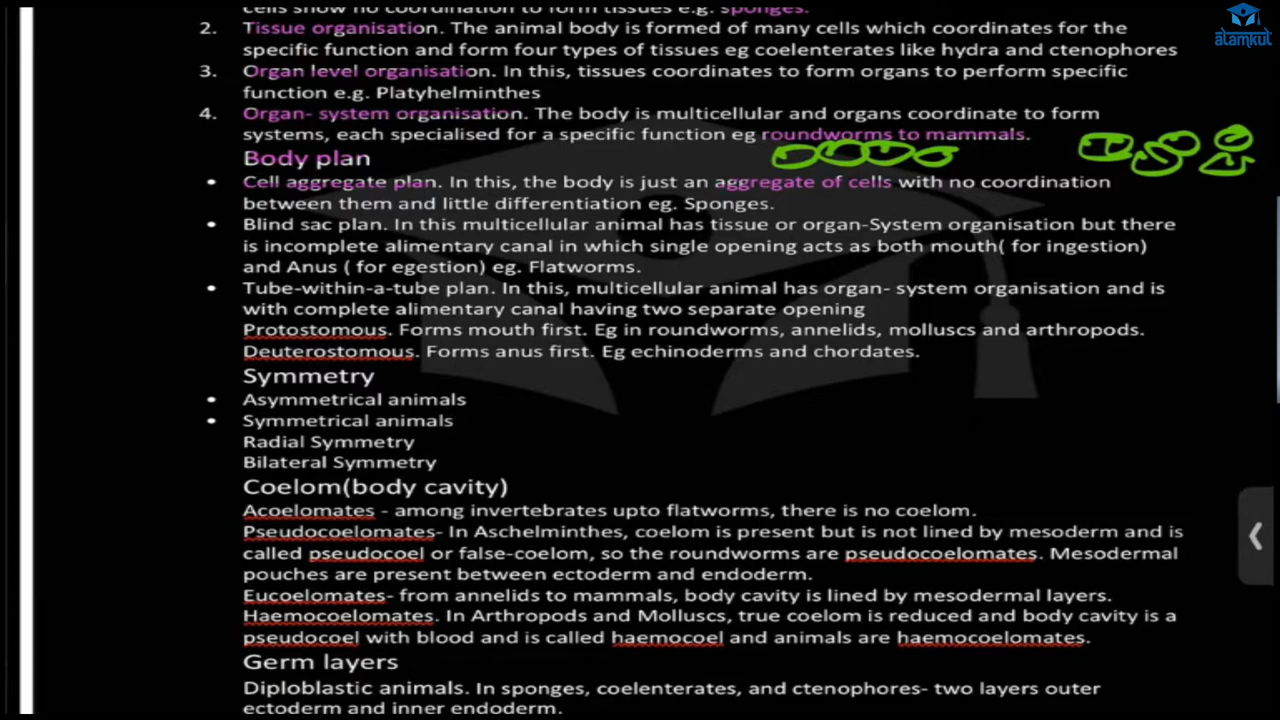 cells show no coordination to form tissues e.g. sponges.
alamkul
2. Tissue organisation. The animal body is formed of many cells which coordinates for the
specific function and form four types of tissues eg coelenterates like hydra and ctenophores
3. Organ level organisation. In this, tissues coordinates to form organs to perform specific
function e.g. Platyhelminthes
4. Organ- system organisation. The body is multicellular and organs coordinate to form
systems, each specialised for a specific function eg roundworms to mammals.
Body plan
• Cell aggregate plan. In this, the body is just an aggregate of cells with no coordination
between them and little differentiation eg. Sponges.
• Blind sac plan. In this multicellular animal has tissue or organ-System organisation but there
is incomplete alimentary canal in which single opening acts as both mouth( for ingestion)
and Anus ( for egestion) eg. Flatworms.
• Tube-within-a-tube plan. In this, multicellular animal has organ- system organisation and is
with complete alimentary canal having two separate opening
Protostomous. Forms mouth first. Eg in roundworms, annelids, molluscs and arthropods.
Deuterostomous. Forms anus first. Eg echinoderms and chordates.
Symmetry
• Asymmetrical animals
• Symmetrical animals
Radial Symmetry
Bilateral Symmetry
Coelom(body cavity)
Acoelomates - among invertebrates upto flatworms, there is no coelom.
Pseudocoelomates- In Aschelminthes, coelom is present but is not lined by mesoderm and is
called pseudocoel or false-coelom, so the roundworms are pseudocoelomates. Mesodermal
pouches are present between ectoderm and endoderm.
Eucoelomates- from annelids to mammals, body cavity is lined by mesodermal layers.
Haemocoelomates. In Arthropods and Molluscs, true coelom is reduced and body cavity is a
pseudocoel with blood and is called haemocoel and animals are haemocoelomates.
Germ layers
Diploblastic animals. In sponges, coelenterates, and ctenophores- two layers outer
ectoderm and inner endoderm.